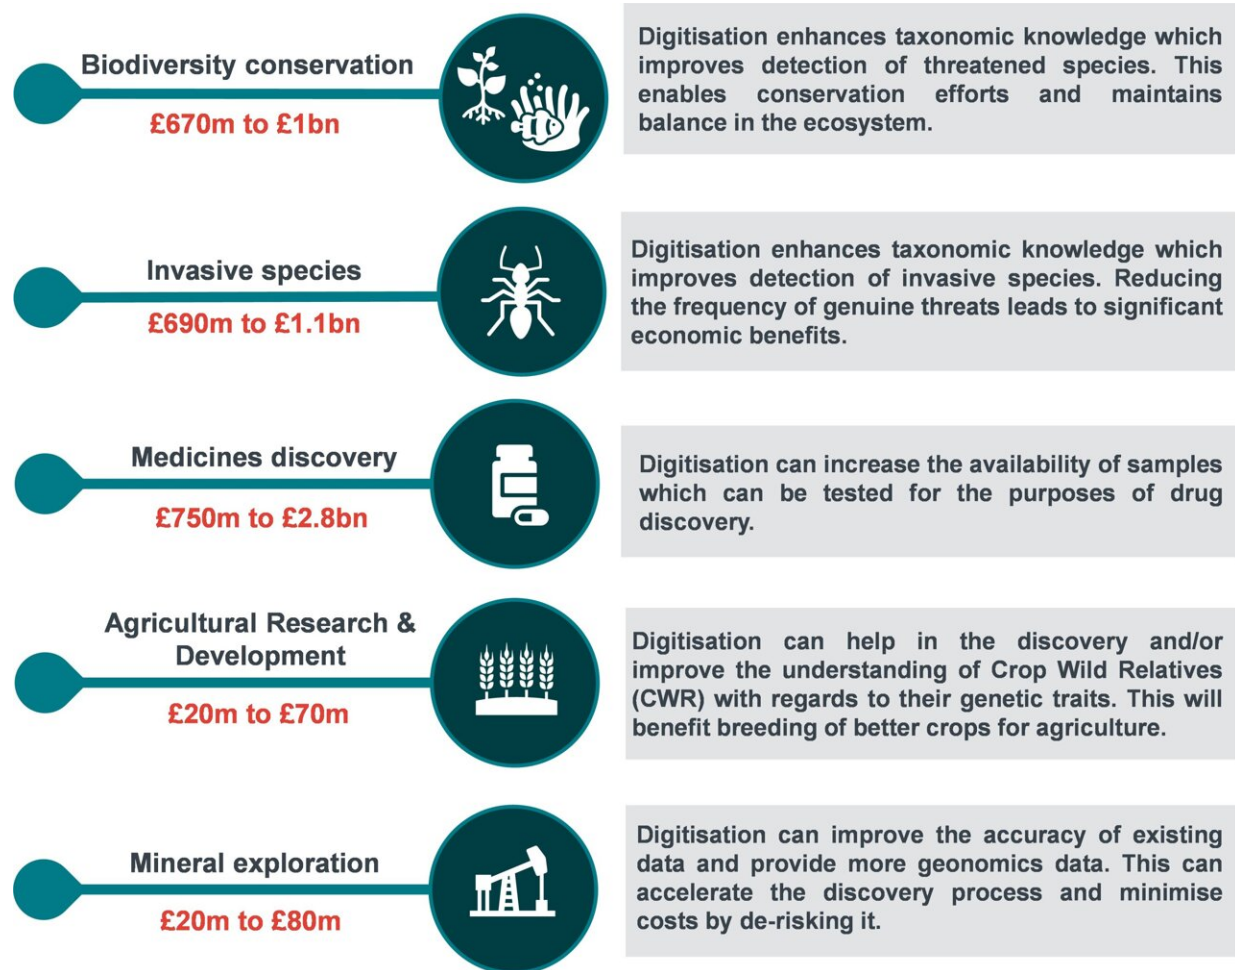 Biodiversity conservation
£670m to £1bn
Digitisation enhances taxonomic knowledge which
improves detection of threatened species. This
enables conservation efforts and maintains
balance in the ecosystem.
Invasive species
£690m to £1.1bn
Digitisation enhances taxonomic knowledge which
improves detection of invasive species. Reducing
the frequency of genuine threats leads to significant
economic benefits.
Medicines discovery
£750m to £2.8bn
Digitisation can increase the availability of samples
which can be tested for the purposes of drug
discovery.
Agricultural Research &
Development
£20m to £70m
Digitisation can help in the discovery and/or
improve the understanding of Crop Wild Relatives
(CWR) with regards to their genetic traits. This will
benefit breeding of better crops for agriculture.
Mineral exploration
£20m to £80m
Digitisation can improve the accuracy of existing
data and provide more geonomics data. This can
accelerate the discovery process and minimise
costs by de-risking it.